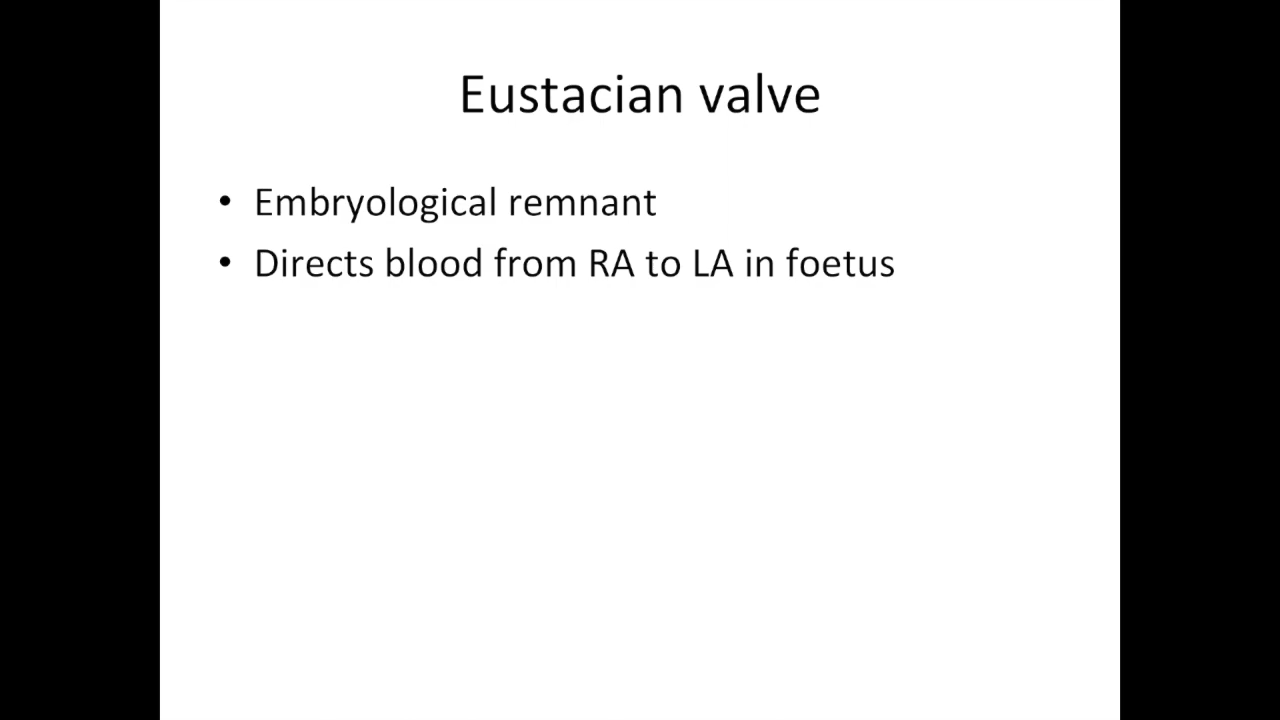 Eustacian valve
• Embryological remnant
• Directs blood from RA to LA in foetus